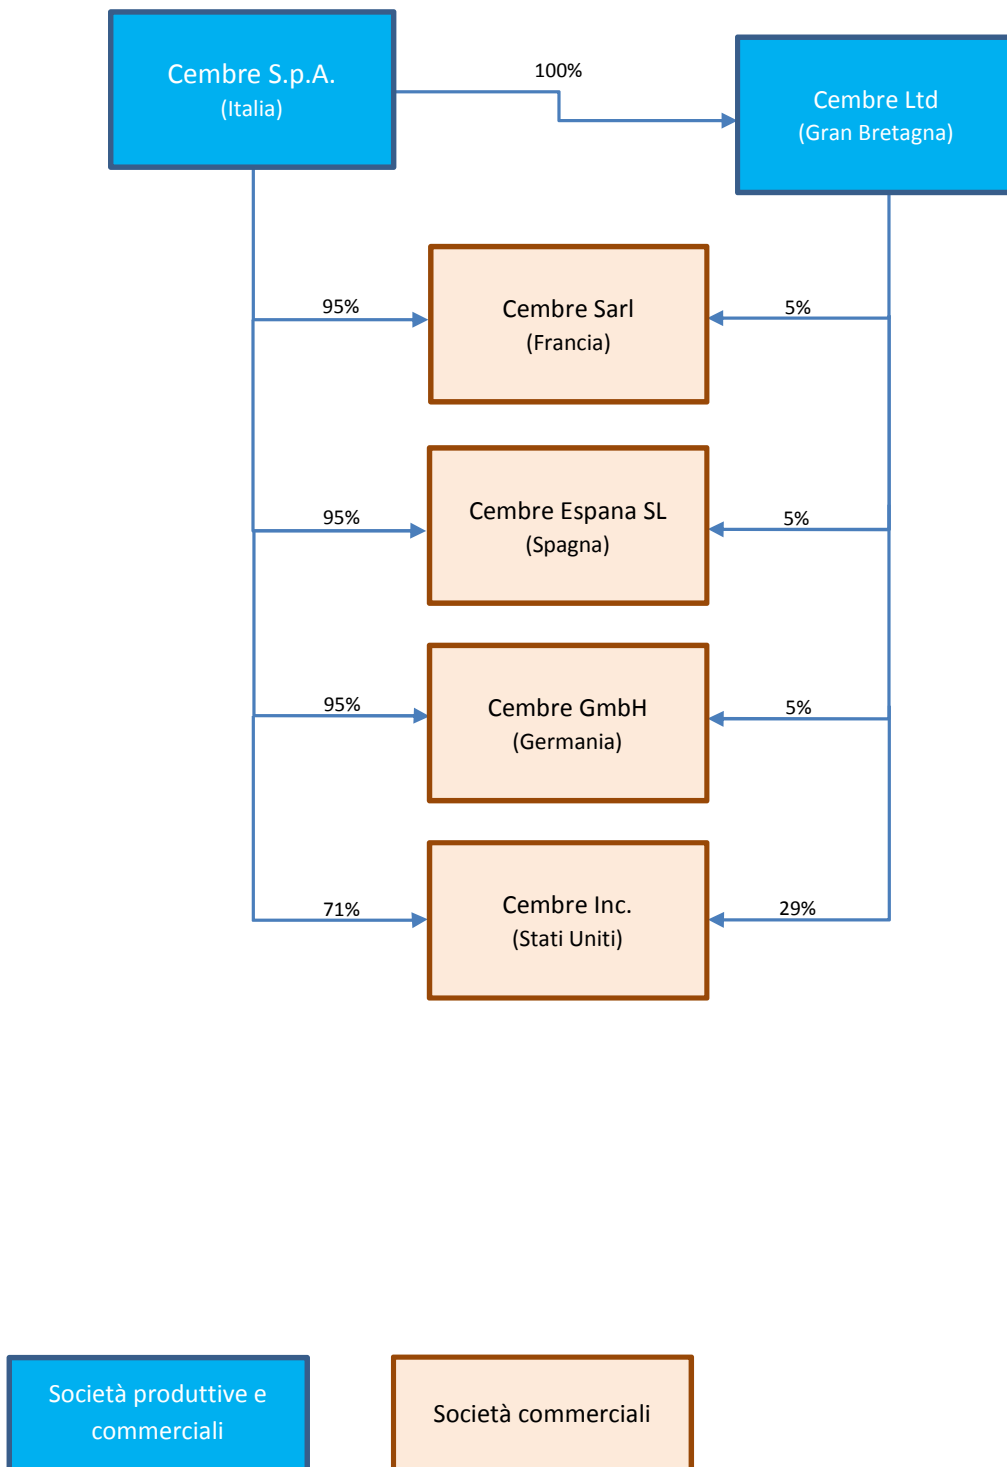 Cembre S.p.A.
(Italia)
100%
Cembre Ltd
(Gran Bretagna)
95%
Cembre Sarl
(Francia)
5%
95%
Cembre Espana SL
(Spagna)
5%
95%
Cembre GmbH
(Germania)
5%
71%
Cembre Inc.
(Stati Uniti)
29%
Società produttive e
commerciali
Società commerciali